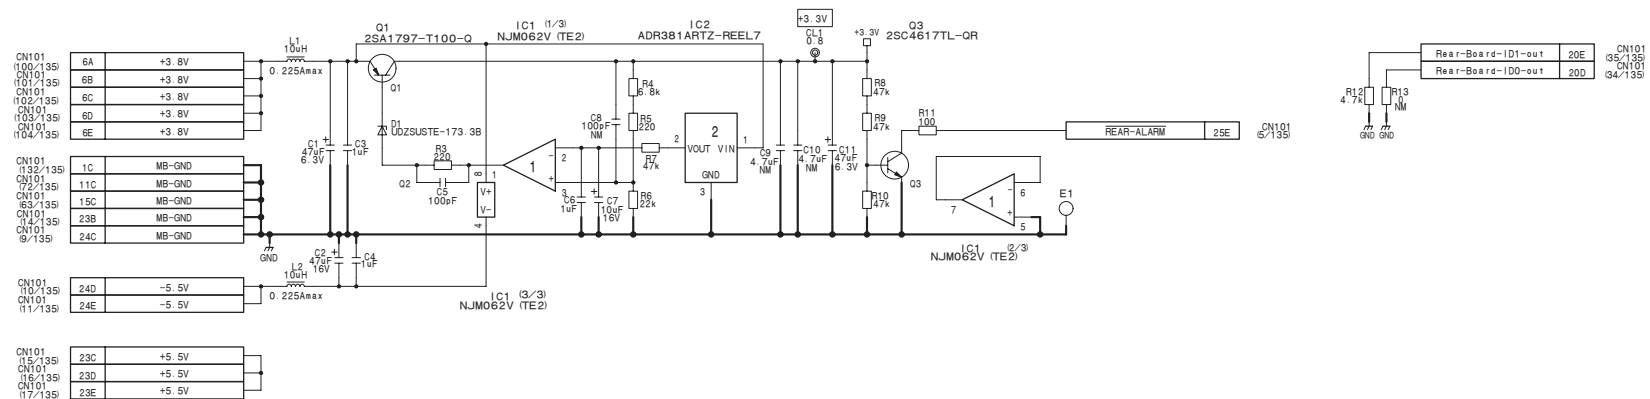 CN101
(100/135) 6A +3.8V
CN101
(101/135) 6B +3.8V
CN101
(102/135) 6C +3.8V
CN101
(103/135) 6D +3.8V
CN101
(104/135) 6E +3.8V
L1
10uH
0.225Amax
Q1
2SA1797-T100-Q
Q1
IC1 (1/3)
NJM062V (TE2)
IC2
ADR381ARTZ-REEL7
+3.3V
CL1
0.8
+3.3V
Q3
2SC4617TL-QR
CN101
(132/135) 1C MB-GND
CN101
(72/135) 11C MB-GND
CN101
(63/135) 15C MB-GND
CN101
(14/135) 23B MB-GND
CN101
(9/135) 24C MB-GND
GND
C1 +
47uF
6.3V
C3
1uF
D1
UDZSUSTE-173.3B
R3
220
Q2
C5
100pF
8
1
V+
V-
4
1
2
-
+
3
C6
1uF
+
C7
10uF
16V
C8
100pF
NM
R4
6.8k
R5
220
R7
47k
R6
22k
2
2
1
VOUT VIN
GND
3
C9
4.7uF
NM
C10
4.7uF
NM
+
C11
47uF
6.3V
R8
47k
R9
47k
R10
47k
R11
100
Q3
REAR-ALARM 25E CN101
(5/135)
1
-
+
6
7
5
E1
IC1 (2/3)
NJM062V (TE2)
C2 +
47uF
16V
C4
1uF
CN101
(10/135) 24D -5.5V
CN101
(11/135) 24E -5.5V
L2
10uH
0.225Amax
IC1 (3/3)
NJM062V (TE2)
CN101
(15/135) 23C +5.5V
CN101
(16/135) 23D +5.5V
CN101
(17/135) 23E +5.5V
Rear-Board-ID1-out 20E CN101
(35/135)
Rear-Board-ID0-out 20D CN101
(34/135)
R12
4.7k
R13
0
NM
GND GND